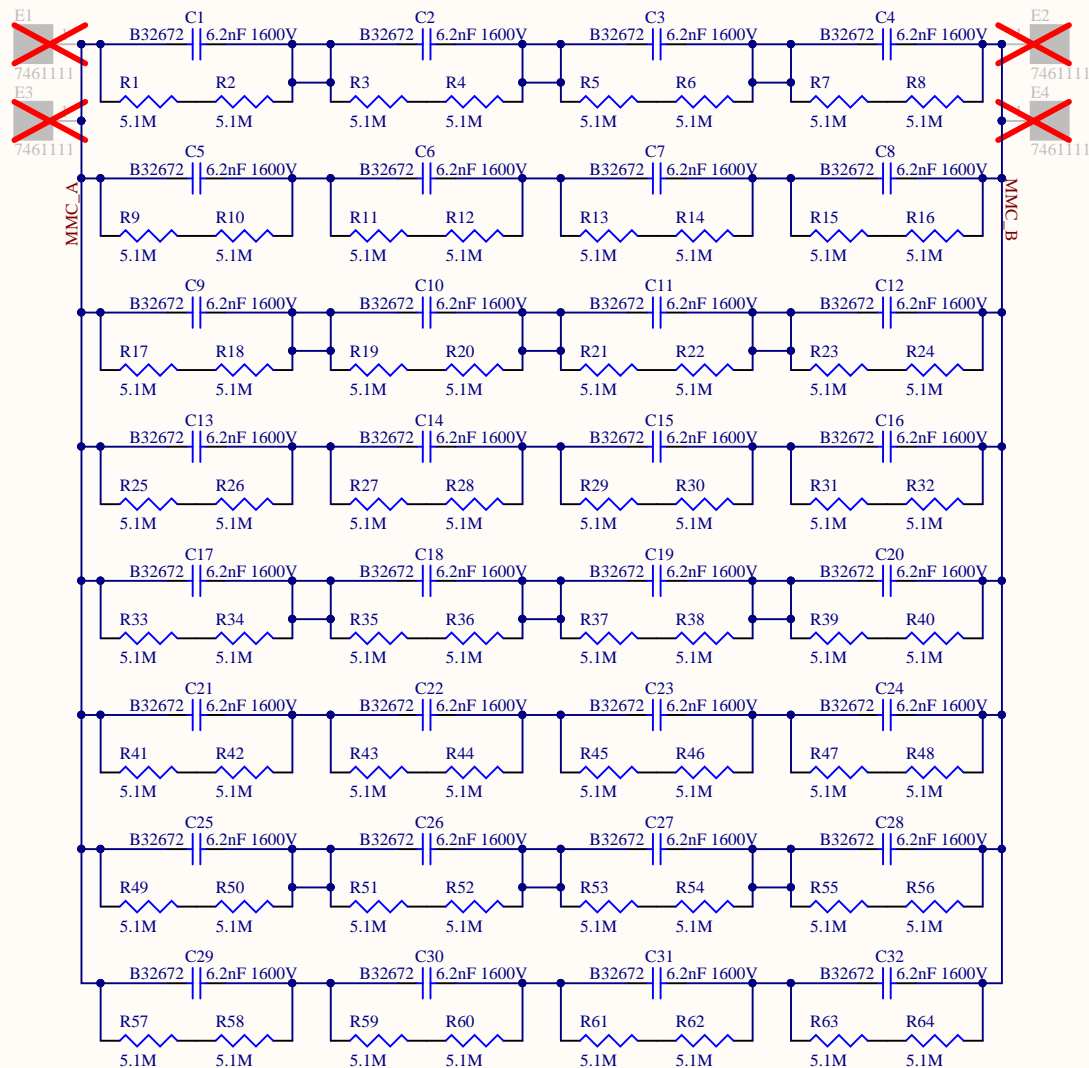 E1 C1 C2 C3 C4 E2
B32672 6.2nF 1600V B32672 6.2nF 1600V B32672 6.2nF 1600V B32672 6.2nF 1600V
7461111 R1 R2 R3 R4 R5 R6 R7 R8 7461111
E3 E4
5.1M 5.1M 5.1M 5.1M 5.1M 5.1M 5.1M 5.1M
7461111 C5 C6 C7 C8 7461111
B32672 6.2nF 1600V B32672 6.2nF 1600V B32672 6.2nF 1600V B32672 6.2nF 1600V
MMC_A
MMC_B
R9 R10 R11 R12 R13 R14 R15 R16
5.1M 5.1M 5.1M 5.1M 5.1M 5.1M 5.1M 5.1M
C9 C10 C11 C12
B32672 6.2nF 1600V B32672 6.2nF 1600V B32672 6.2nF 1600V B32672 6.2nF 1600V
R17 R18 R19 R20 R21 R22 R23 R24
5.1M 5.1M 5.1M 5.1M 5.1M 5.1M 5.1M 5.1M
C13 C14 C15 C16
B32672 6.2nF 1600V B32672 6.2nF 1600V B32672 6.2nF 1600V B32672 6.2nF 1600V
R25 R26 R27 R28 R29 R30 R31 R32
5.1M 5.1M 5.1M 5.1M 5.1M 5.1M 5.1M 5.1M
C17 C18 C19 C20
B32672 6.2nF 1600V B32672 6.2nF 1600V B32672 6.2nF 1600V B32672 6.2nF 1600V
R33 R34 R35 R36 R37 R38 R39 R40
5.1M 5.1M 5.1M 5.1M 5.1M 5.1M 5.1M 5.1M
C21 C22 C23 C24
B32672 6.2nF 1600V B32672 6.2nF 1600V B32672 6.2nF 1600V B32672 6.2nF 1600V
R41 R42 R43 R44 R45 R46 R47 R48
5.1M 5.1M 5.1M 5.1M 5.1M 5.1M 5.1M 5.1M
C25 C26 C27 C28
B32672 6.2nF 1600V B32672 6.2nF 1600V B32672 6.2nF 1600V B32672 6.2nF 1600V
R49 R50 R51 R52 R53 R54 R55 R56
5.1M 5.1M 5.1M 5.1M 5.1M 5.1M 5.1M 5.1M
C29 C30 C31 C32
B32672 6.2nF 1600V B32672 6.2nF 1600V B32672 6.2nF 1600V B32672 6.2nF 1600V
R57 R58 R59 R60 R61 R62 R63 R64
5.1M 5.1M 5.1M 5.1M 5.1M 5.1M 5.1M 5.1M